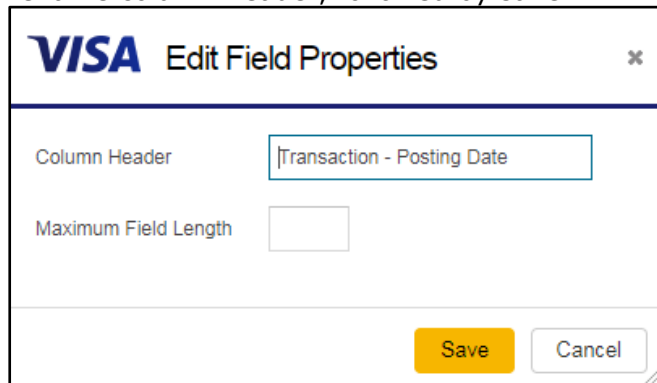 VISA Edit Field Properties ×
Column Header Transaction - Posting Date
Maximum Field Length
Save Cancel